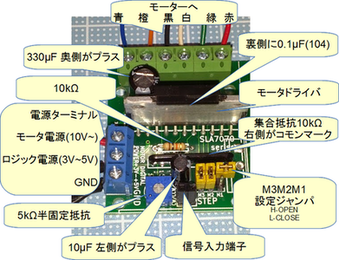 モーターへ
青 橙 黒 白 緑 赤
330μF 奥側がプラス
裏側に0.1μF(104)
10kΩ
モータドライバ
電源ターミナル
モータ電源(10V~)
ロジック電源(3V~5V)
GND
集合抵抗10kΩ
右側がコモンマーク
SLA7070
series
STEP
5kΩ半固定抵抗
M3M2M1
設定ジャンパ
H-OPEN
L-CLOSE
10μF 左側がプラス
信号入力端子